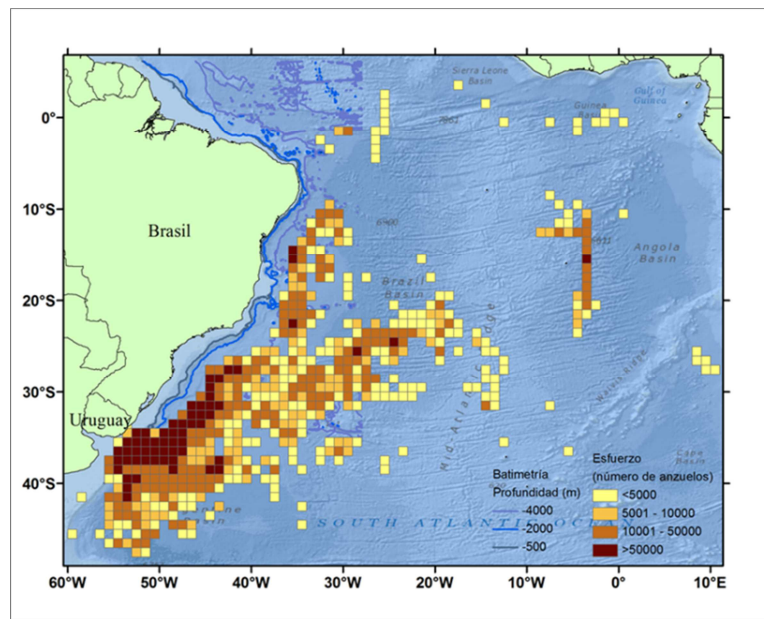 Sierra Leone
Basin
Gulf of
Guinea
Guinea
0°
10°S
Brasil
Angola
Basin
Brazil
Basin
20°S
Mid-Atlantic Ridge
Walvis Ridge
30°S
Uruguay
Cape
Basin
Batimetría
Profundidad (m)
-4000
-2000
-500
Esfuerzo
(número de anzuelos)
<5000
5001 - 10000
10001 - 50000
>50000
40°S
Basin
SOUTH ATLANTIC OCEAN
60°W
50°W
40°W
30°W
20°W
10°W
0°
10°E